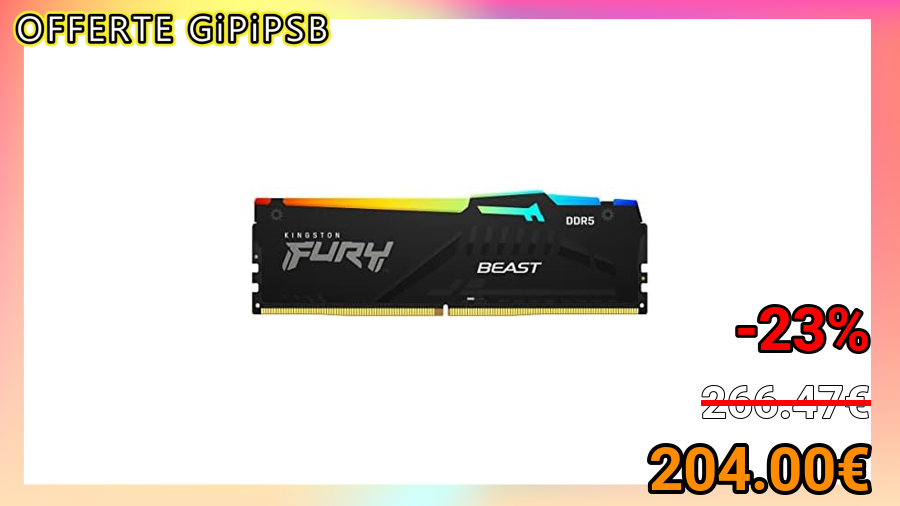 OFFERTE GiPiPSB
KINGSTON
FURY
BEAST
DDR5
-23%
266.47€
204.00€